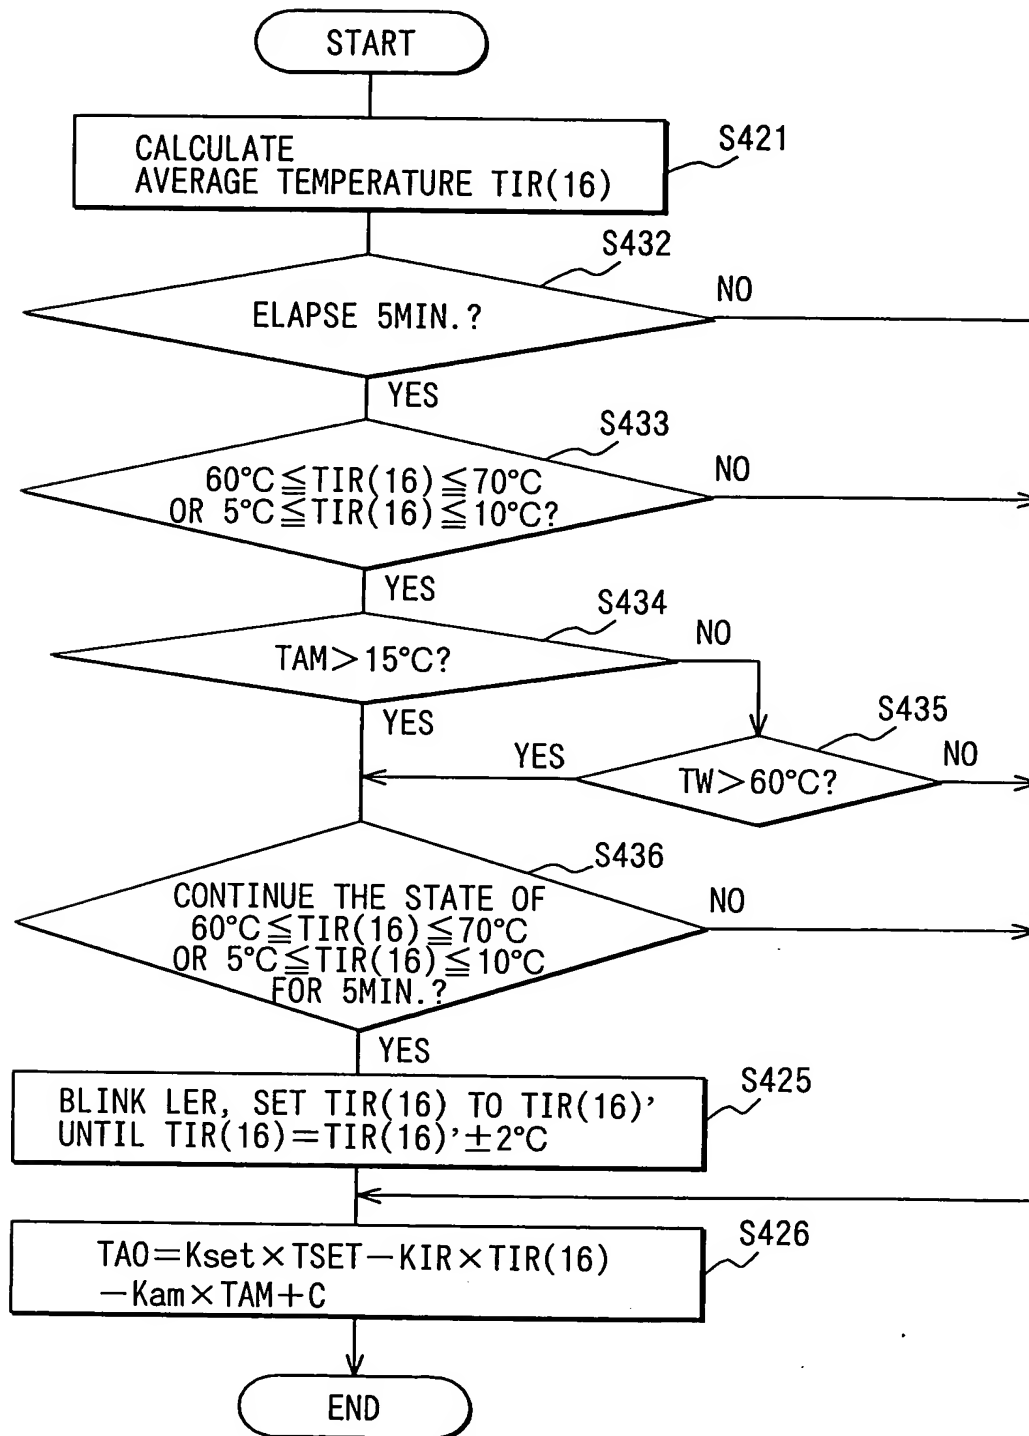 START
CALCULATE
AVERAGE TEMPERATURE TIR(16)
S421
S432
ELAPSE 5MIN.?
NO
YES
S433
60°C≦TIR(16)≦70°C
OR 5°C≦TIR(16)≦10°C?
NO
YES
S434
TAM>15°C?
NO
YES
S435
TW>60°C?
YES
NO
S436
CONTINUE THE STATE OF
60°C≦TIR(16)≦70°C
OR 5°C≦TIR(16)≦10°C
FOR 5MIN.?
NO
YES
S425
BLINK LER, SET TIR(16) TO TIR(16)'
UNTIL TIR(16)=TIR(16)'±2°C
S426
TAO=Kset×TSET−KIR×TIR(16)
−Kam×TAM+C
END